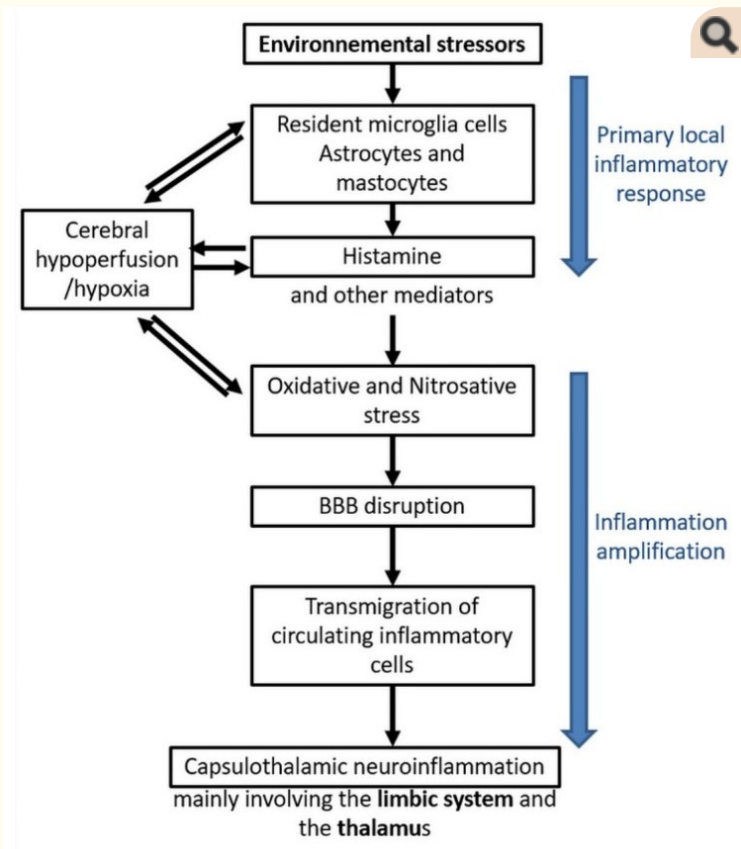 Environnemental stressors
Resident microglia cells
Astrocytes and
mastocytes
Primary local
inflammatory
response
Cerebral
hypoperfusion
/hypoxia
Histamine
and other mediators
Oxidative and Nitrosative
stress
BBB disruption
Inflammation
amplification
Transmigration of
circulating inflammatory
cells
Capsulothalamic neuroinflammation
mainly involving the limbic system and
the thalamus